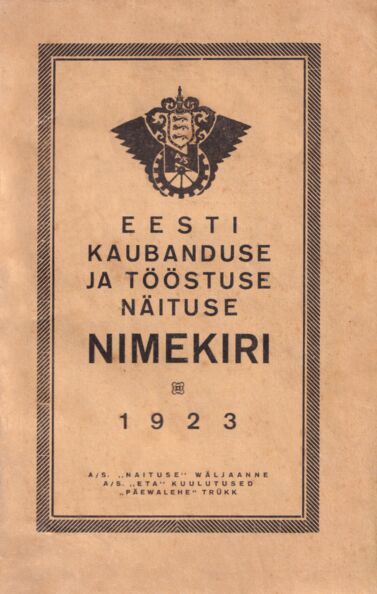 EESTI
KAUBANDUSE
JA TÖÖSTUSE
NÄITUSE
NIMEKIRI
1923
A/S. „NAITUSE" WÄLJAANNE
A/S. „ETA" KUULUTUSED
„PÄEWALEHE" TRÜKK